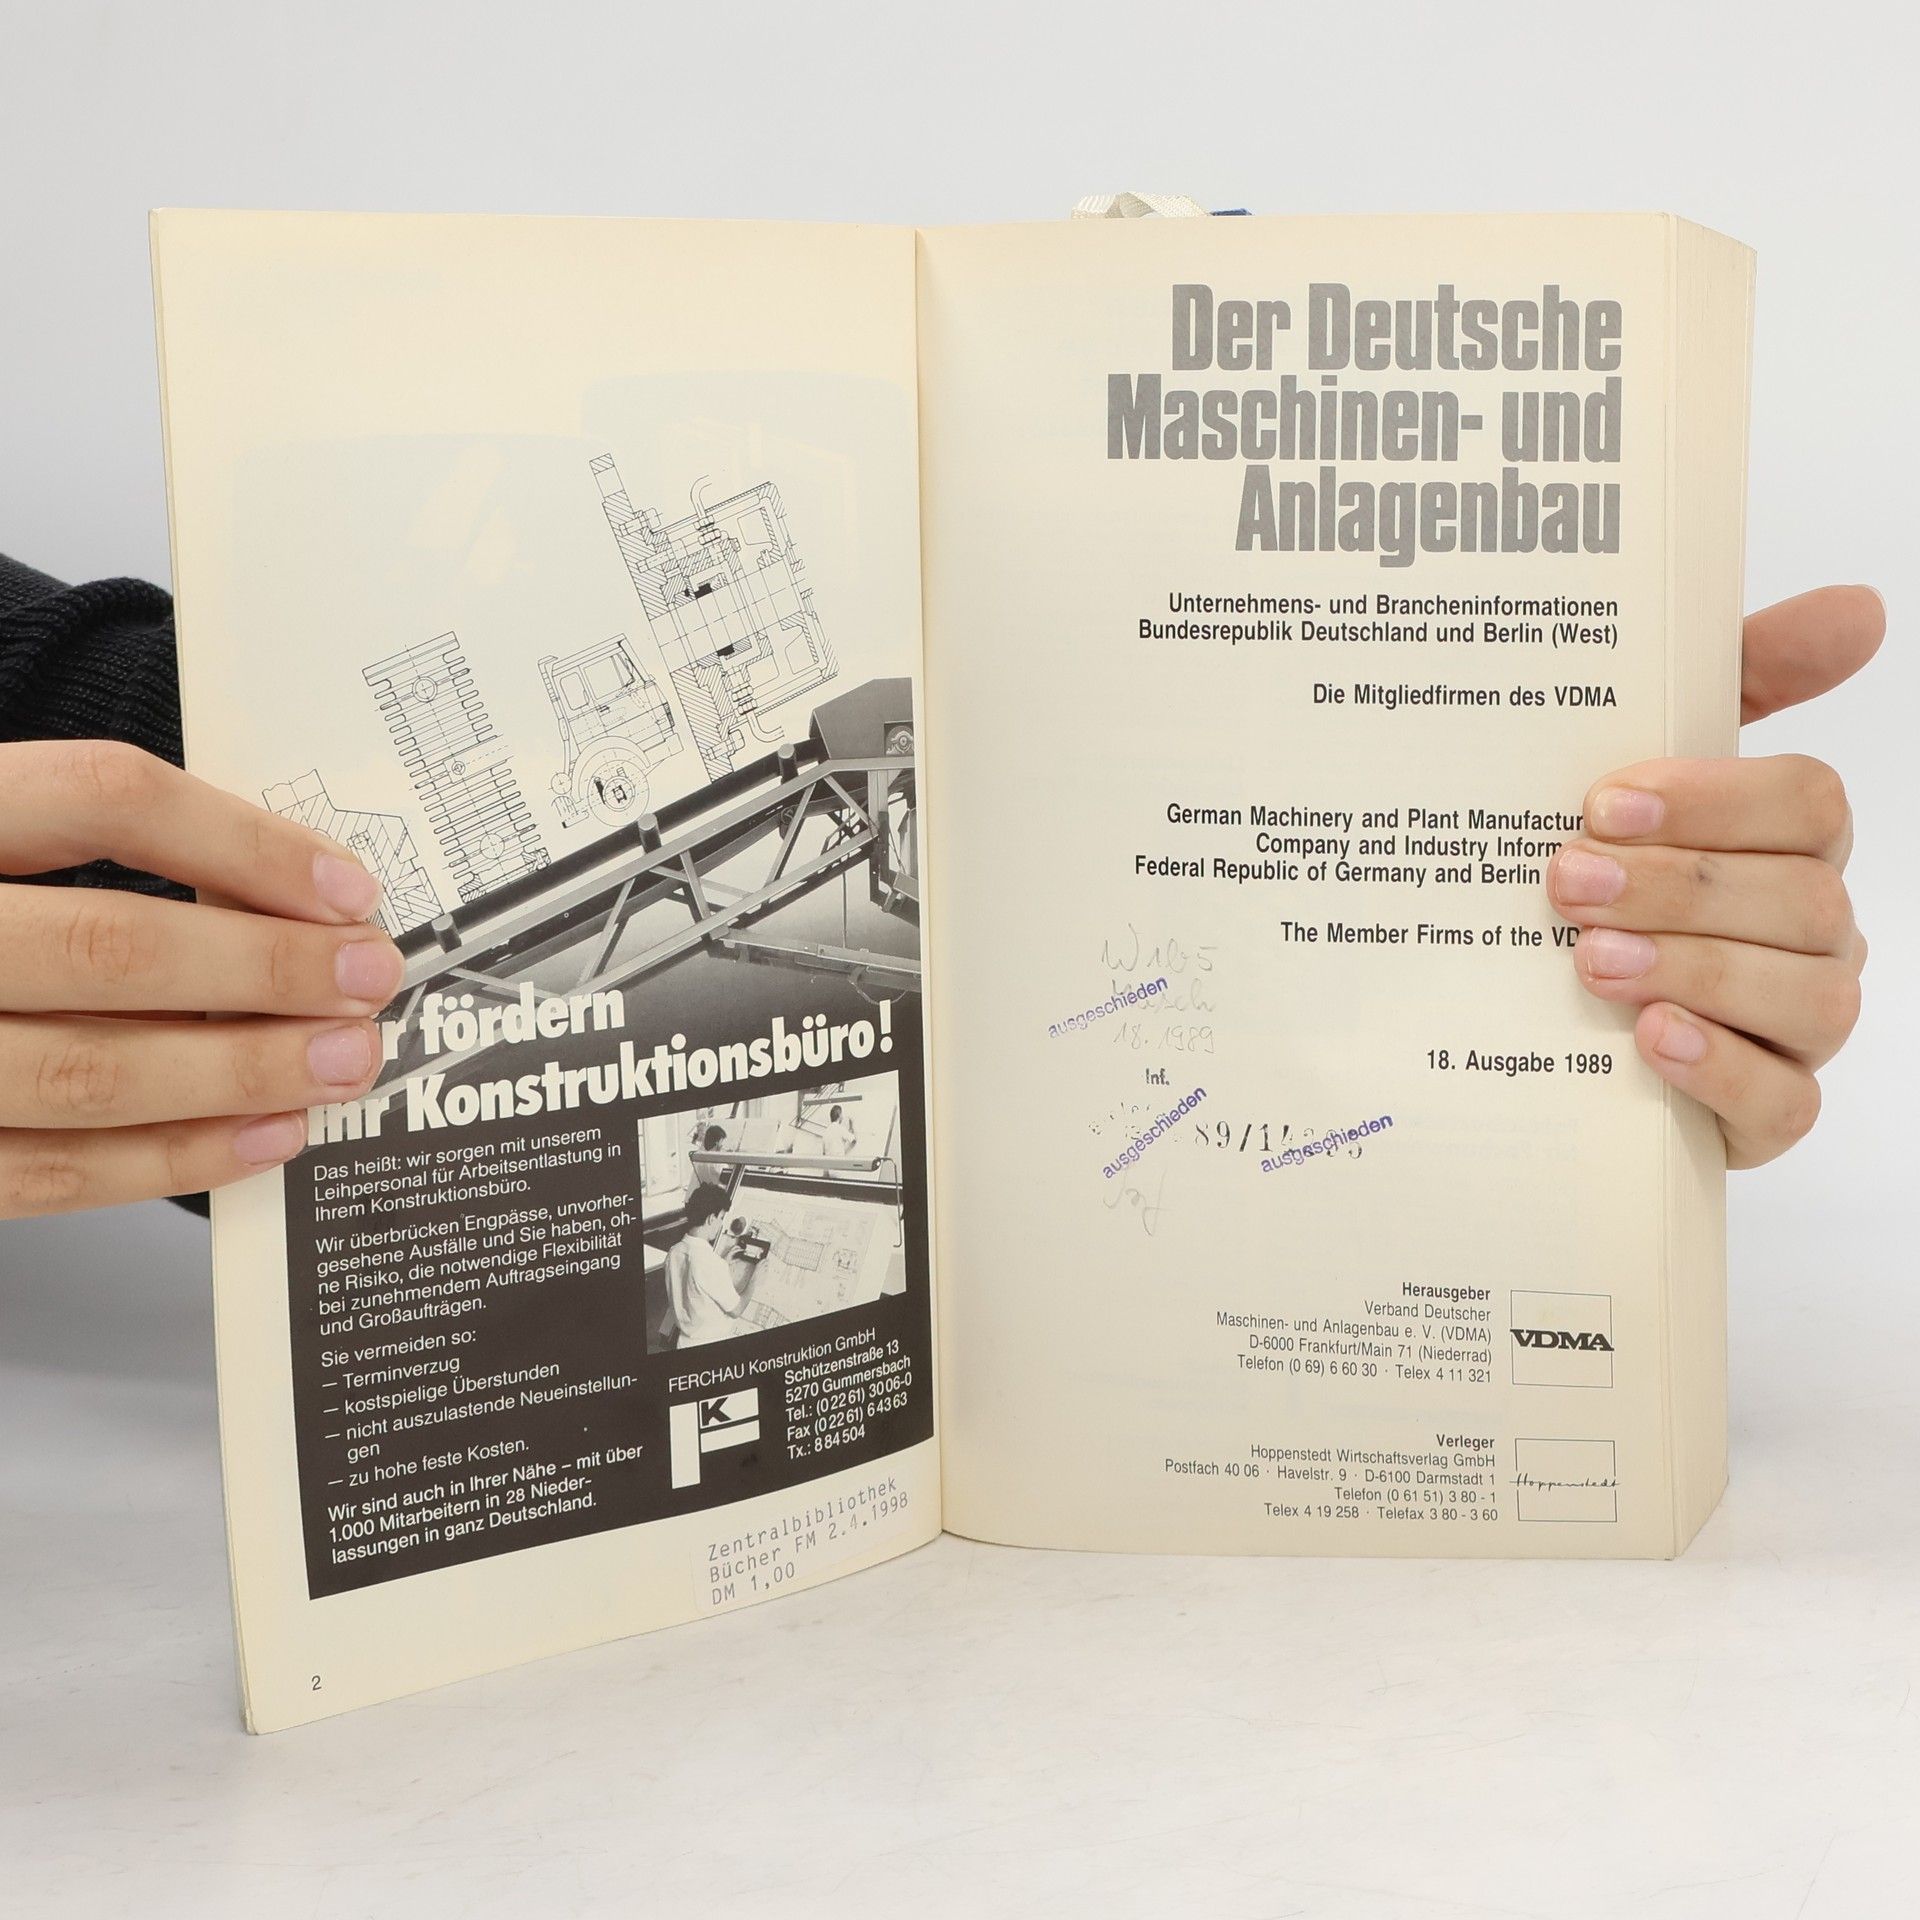 fördern
Ihr Konstruktionsbüro!
Das heißt: wir sorgen mit unserem
Leihpersonal für Arbeitsentlastung in
Ihrem Konstruktionsbüro.
Wir überbrücken Engpässe, unvorher-
gesehene Ausfälle und Sie haben, oh-
ne Risiko, die notwendige Flexibilität
bei zunehmendem Auftragseingang
und Großaufträgen.
Sie vermeiden so:
— Terminverzug
— kostspielige Überstunden
— nicht auszulastende Neueinstellun-
gen
— zu hohe feste Kosten.
Wir sind auch in Ihrer Nähe – mit über
1.000 Mitarbeitern in 28 Nieder-
lassungen in ganz Deutschland.
FERCHAU Konstruktion GmbH
Schützenstraße 13
5270 Gummersbach
Tel.: (0 22 61) 30 06-0
Fax (0 22 61) 6 43 63
Tx.: 8 84 504
K
Zentralbibliothek
Bücher FM 2.4.1998
DM 1,00
2
Der Deutsche
Maschinen- und
Anlagenbau
Unternehmens- und Brancheninformationen
Bundesrepublik Deutschland und Berlin (West)
Die Mitgliedfirmen des VDMA
German Machinery and Plant Manufactur
Company and Industry Inform
Federal Republic of Germany and Berlin
The Member Firms of the VD
ausgeschieden
18. 1989
18. Ausgabe 1989
Inf.
ausgeschieden
89/14
ausgeschieden
Herausgeber
Verband Deutscher
Maschinen- und Anlagenbau e. V. (VDMA)
D-6000 Frankfurt/Main 71 (Niederrad)
Telefon (0 69) 6 60 30 · Telex 4 11 321
VDMA
Verleger
Hoppenstedt Wirtschaftsverlag GmbH
Postfach 40 06 · Havelstr. 9 · D-6100 Darmstadt 1
Telefon (0 61 51) 3 80 - 1
Telex 4 19 258 · Telefax 3 80 - 3 60
Hoppenstedt